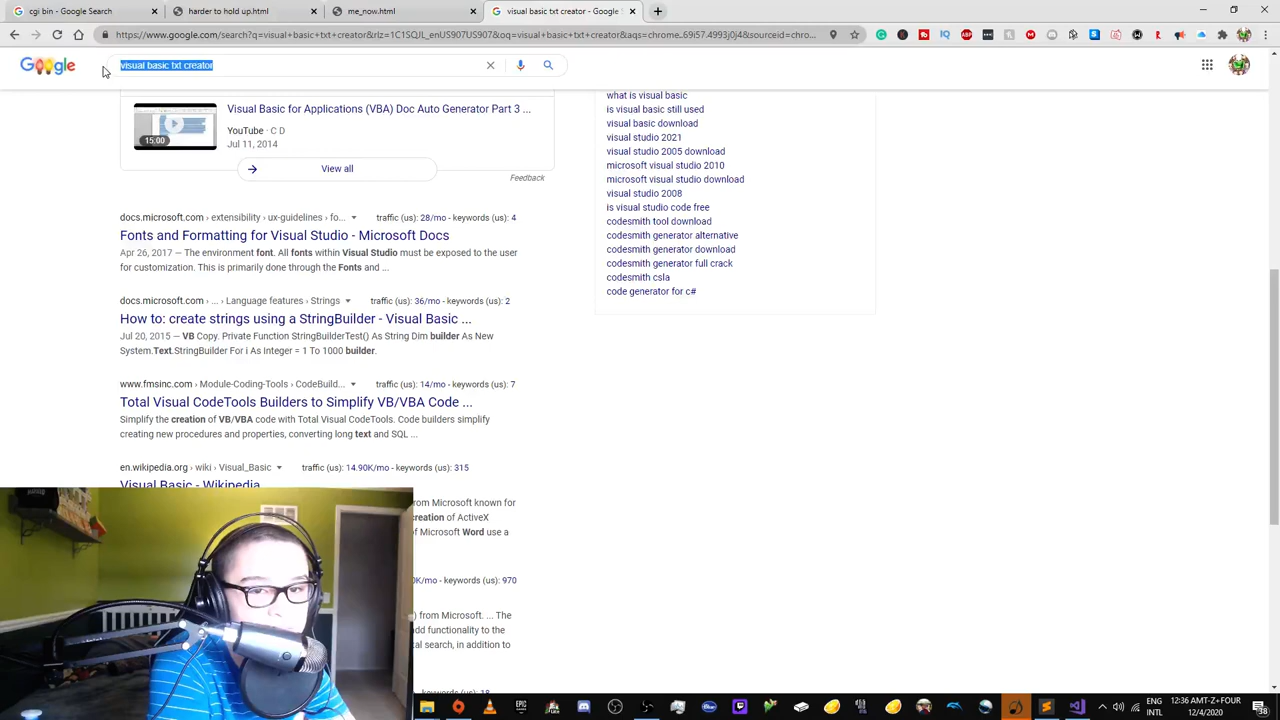 cgi bin - Google Search
harter to hold ul.html
me_now.html
visual basic txt creator - Google S
https://www.google.com/search?q=visual+basic+txt+creator&rlz=1C1SQJL_enUS907US907&oq=visual+basic+txt+creator&aqs=chrome..69i57.4993j0j4&sourceid=chro...
Google
visual basic txt creator
Visual Basic for Applications (VBA) Doc Auto Generator Part 3 ...
YouTube · C D
15:00
Jul 11, 2014
View all
Feedback
what is visual basic
is visual basic still used
visual basic download
visual studio 2021
visual studio 2005 download
microsoft visual studio 2010
microsoft visual studio download
visual studio 2008
is visual studio code free
codesmith tool download
codesmith generator alternative
codesmith generator download
codesmith generator full crack
codesmith csla
code generator for c#
docs.microsoft.com › extensibility › ux-guidelines › fo... traffic (us): 28/mo - keywords (us): 4
Fonts and Formatting for Visual Studio - Microsoft Docs
Apr 26, 2017 — The environment font. All fonts within Visual Studio must be exposed to the user
for customization. This is primarily done through the Fonts and ...
docs.microsoft.com › ... › Language features › Strings traffic (us): 36/mo - keywords (us): 2
How to: create strings using a StringBuilder - Visual Basic ...
Jul 20, 2015 — VB Copy. Private Function StringBuilderTest() As String Dim builder As New
System.Text.StringBuilder For i As Integer = 1 To 1000 builder.
www.fmsinc.com › Module-Coding-Tools › CodeBuild... traffic (us): 14/mo - keywords (us): 7
Total Visual CodeTools Builders to Simplify VB/VBA Code ...
Simplify the creation of VB/VBA code with Total Visual CodeTools. Code builders simplify
creating new procedures and properties, converting long text and SQL ...
en.wikipedia.org › wiki › Visual_Basic traffic (us): 14.90K/mo - keywords (us): 315
Visual Basic - Wikipedia
rom Microsoft known for
creation of ActiveX
f Microsoft Word use a
0K/mo - keywords (us): 970
) from Microsoft. ... The
add functionality to the
tal search, in addition to
keywords (us): 18
EPIC
ENG
INTL
12:36 AMT-Z+FOUR
12/4/2020
38